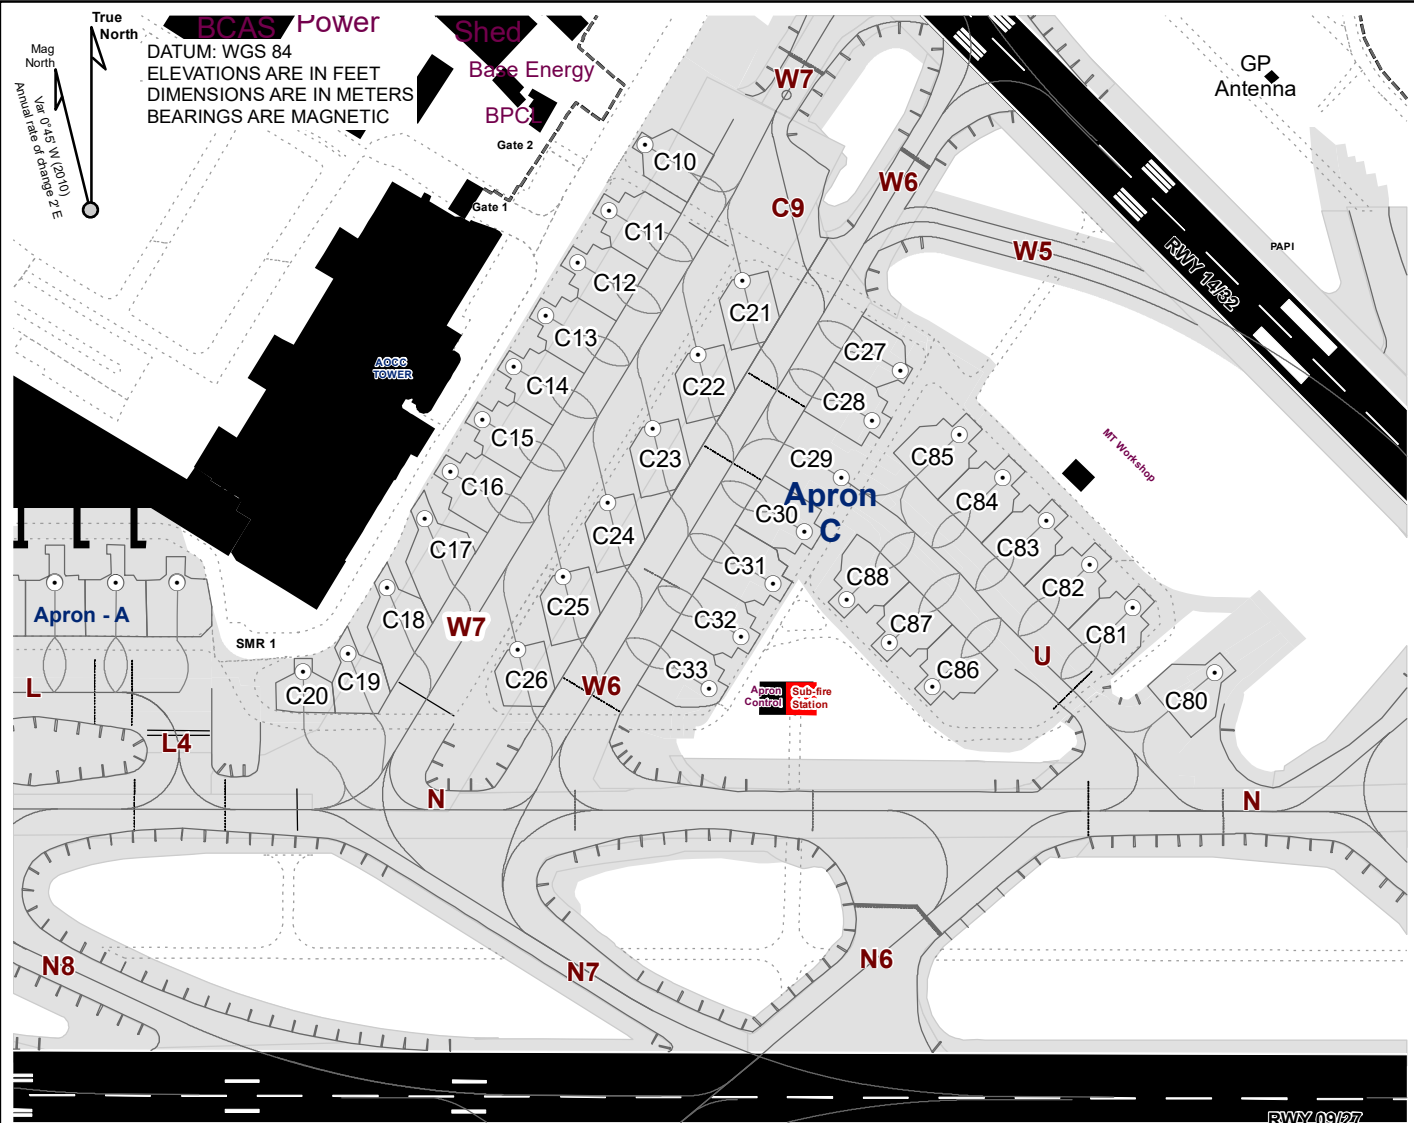 True
North
Mag
North
Var 0°45' W (2010)
Annual rate of change 2' E
DATUM: WGS 84
ELEVATIONS ARE IN FEET
DIMENSIONS ARE IN METERS
BEARINGS ARE MAGNETIC
BCAS
Power
Shed
Base Energy
BPCL
Gate 2
Gate 1
W7
GP
Antenna
C10
W6
C9
C11
W5
PAPI
RWY 14/32
C12
C21
C13
C27
AOCC
TOWER
C14
C22
C28
C15
C23
C29
C85
MT Workshop
C16
Apron
C
C84
C30
C24
C83
C17
C31
C88
C82
Apron - A
C25
C18
W7
C32
C87
C81
SMR 1
U
C33
C86
L
C20
C19
C26
W6
Apron
Control
Sub-fire
Station
C80
L4
N
N
N8
N7
N6
RWY 09/27